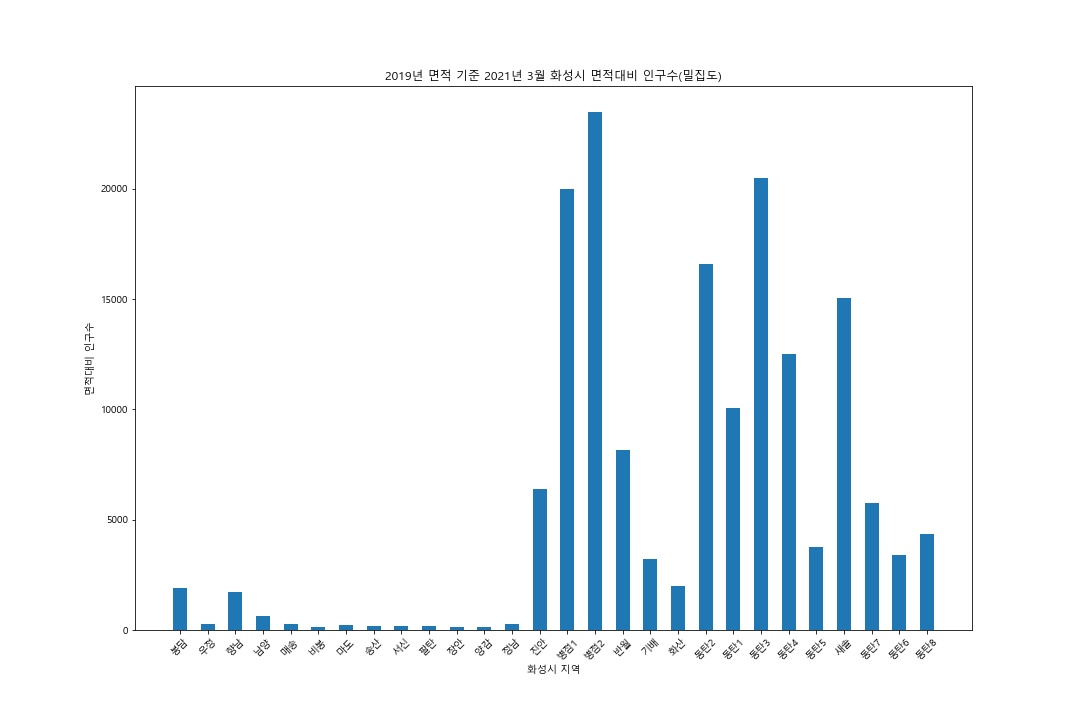 2019년 면적 기준 2021년 3월 화성시 면적대비 인구수(밀집도)
면적대비 인구수
20000
15000
10000
5000
0
봉담 우정 향남 남양 매송 비봉 마도 송산 서신 팔탄 장안 양감 정남 진안 병점1 병점2 반월 기배 화산 동탄2 동탄1 동탄3 동탄4 동탄5 새솔 동탄7 동탄6 동탄8
화성시 지역